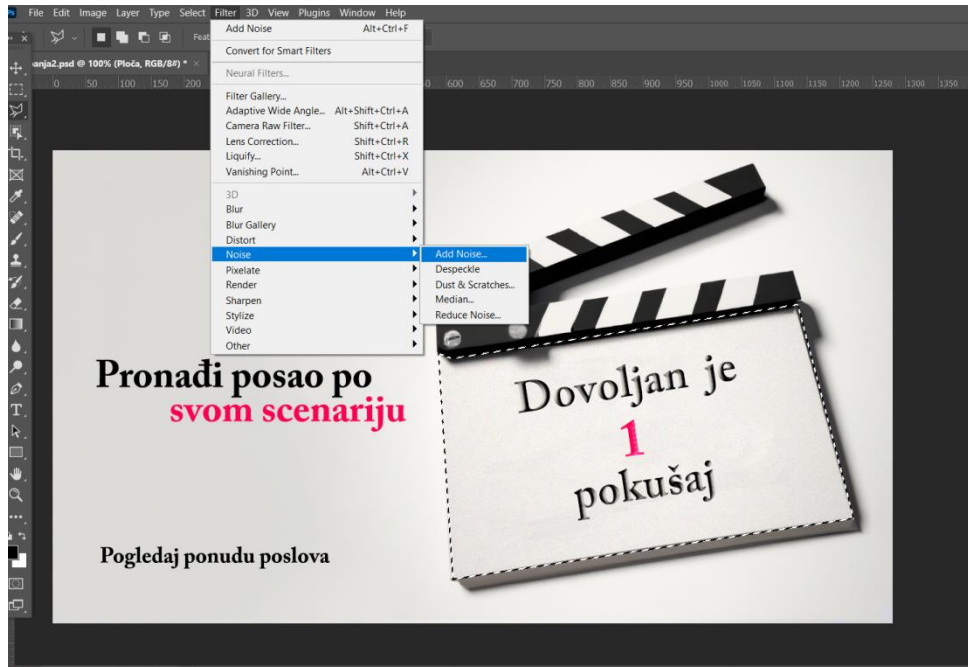 File Edit Image Layer Type Select Filter 3D View Plugins Window Help
Feat
anja2.psd @ 100% (Ploča, RGB/8#) * ×
0 50 100 150 200 600 650 700 750 800 850 900 950 1000 1050 1100 1150 1200 1250 1300 1350
Add Noise Alt+Ctrl+F
Convert for Smart Filters
Neural Filters...
Filter Gallery...
Adaptive Wide Angle... Alt+Shift+Ctrl+A
Camera Raw Filter... Shift+Ctrl+A
Lens Correction... Shift+Ctrl+R
Liquify... Shift+Ctrl+X
Vanishing Point... Alt+Ctrl+V
3D
Blur
Blur Gallery
Distort
Noise
Pixelate
Render
Sharpen
Stylize
Video
Other
Add Noise...
Despeckle
Dust & Scratches...
Median...
Reduce Noise...
Pronađi posao po
svom scenariju
Pogledaj ponudu poslova
Dovoljan je
1
pokušaj